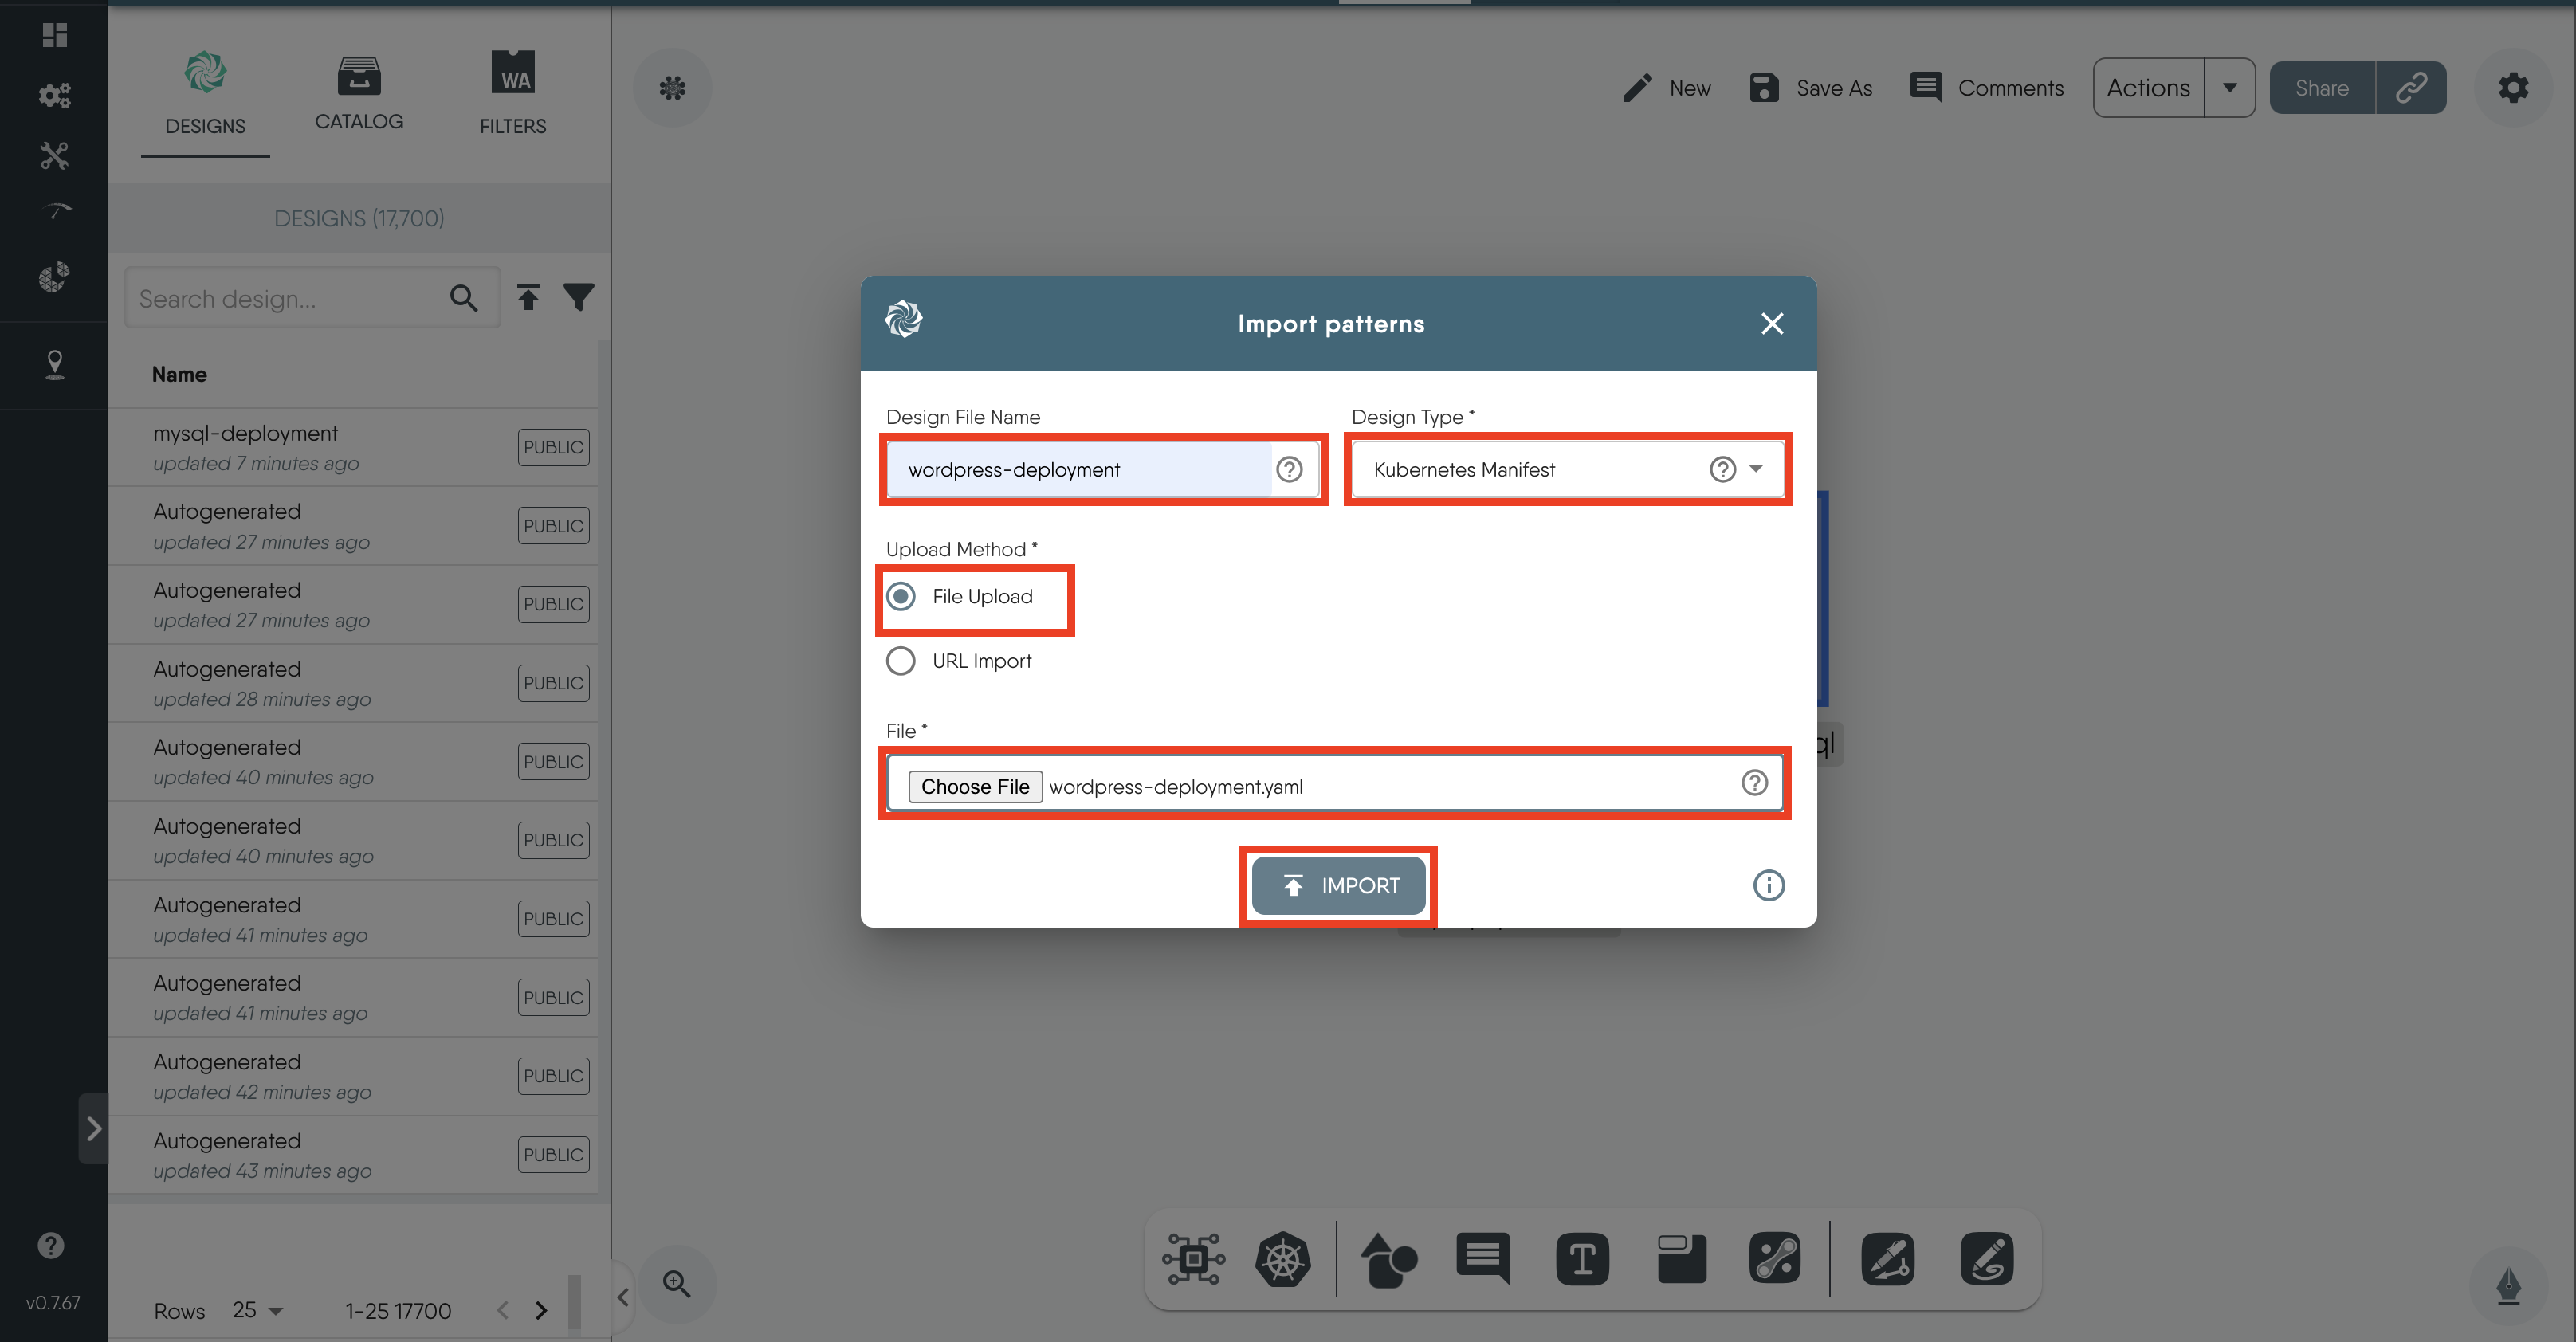 DESIGNS
CATALOG
WA
FILTERS
New
Save As
Comments
Actions
Share
DESIGNS (17,700)
Search design...
Name
mysql-deployment
updated 7 minutes ago
PUBLIC
Autogenerated
updated 27 minutes ago
PUBLIC
Autogenerated
updated 27 minutes ago
PUBLIC
Autogenerated
updated 28 minutes ago
PUBLIC
Autogenerated
updated 40 minutes ago
PUBLIC
Autogenerated
updated 40 minutes ago
PUBLIC
Autogenerated
updated 41 minutes ago
PUBLIC
Autogenerated
updated 41 minutes ago
PUBLIC
Autogenerated
updated 42 minutes ago
PUBLIC
Autogenerated
updated 43 minutes ago
PUBLIC
Rows 25 1-25 17700
v0.7.67
Import patterns
Design File Name
Design Type *
wordpress-deployment
Kubernetes Manifest
Upload Method *
File Upload
URL Import
File *
Choose File wordpress-deployment.yaml
IMPORT
ql
T